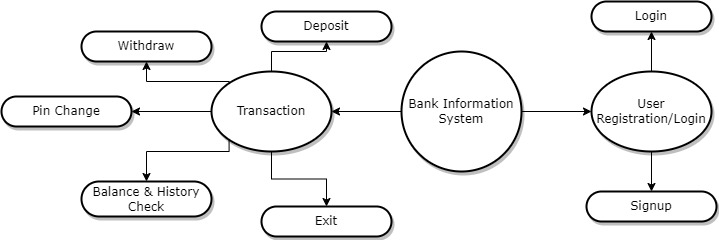 Deposit
Login
Withdraw
Pin Change
Transaction
Bank Information
System
User
Registration/Login
Balance & History
Check
Signup
Exit